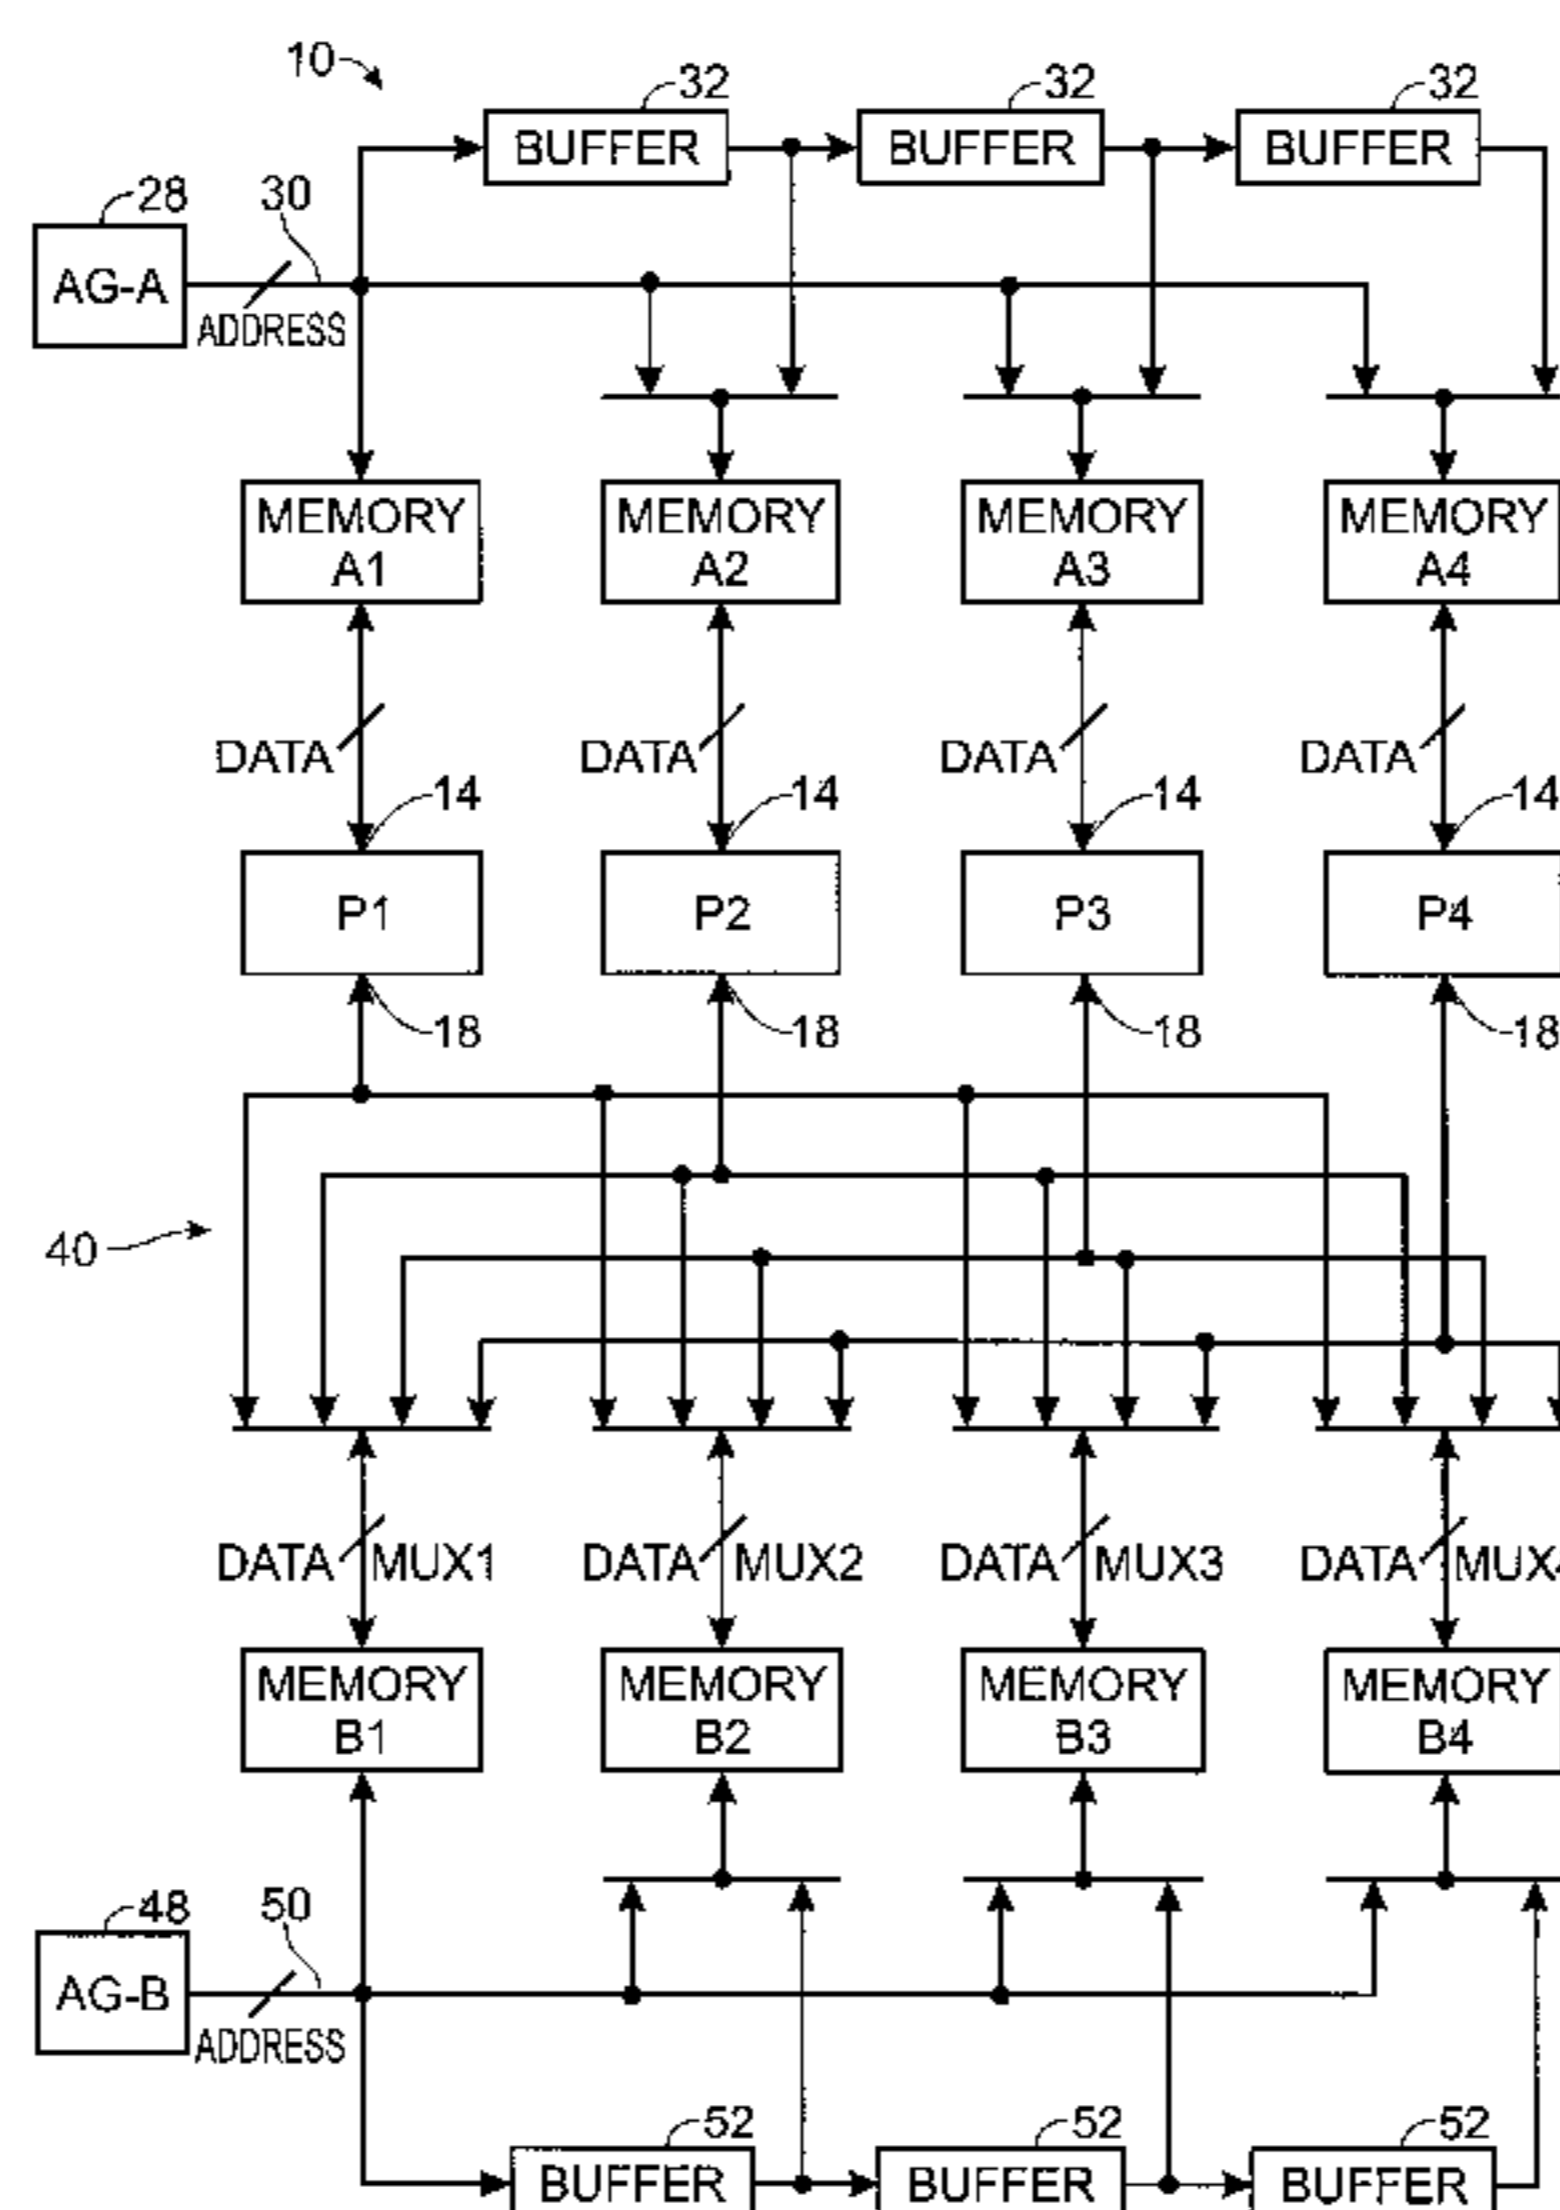 10
32 32 32
BUFFER BUFFER BUFFER
28 30
AG-A
ADDRESS
MEMORY MEMORY MEMORY MEMORY
A1 A2 A3 A4
DATA DATA DATA DATA
14 14 14 14
P1 P2 P3 P4
18 18 18 18
40
DATA MUX1 DATA MUX2 DATA MUX3 DATA
MEMORY MEMORY MEMORY MEMORY
B1 B2 B3 B4
48 50
AG-B
ADDRESS
52 52 52
BUFFER BUFFER BUFFER